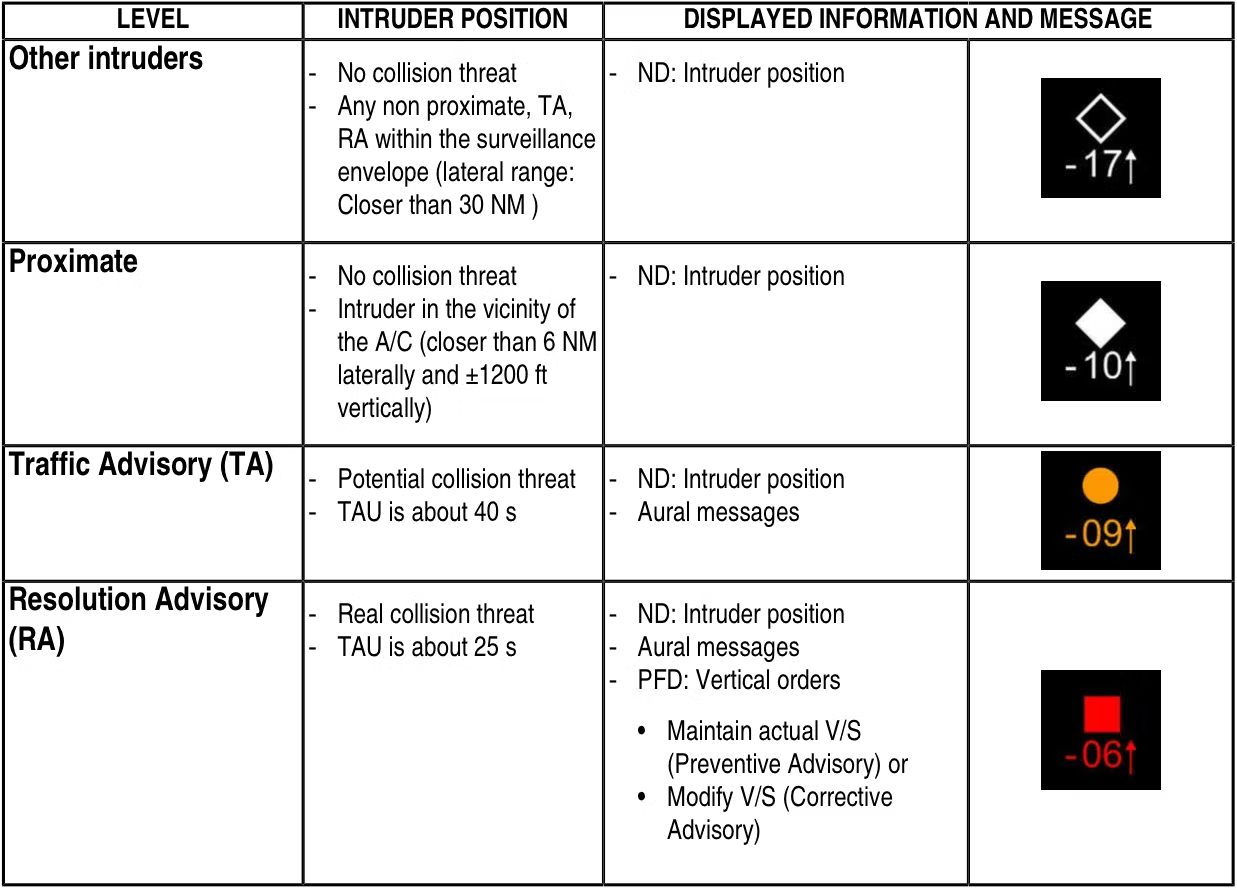 LEVEL
INTRUDER POSITION
DISPLAYED INFORMATION AND MESSAGE
Other intruders
- No collision threat
- Any non proximate, TA,
RA within the surveillance
envelope (lateral range:
Closer than 30 NM )
- ND: Intruder position
-17↑
Proximate
- No collision threat
- Intruder in the vicinity of
the A/C (closer than 6 NM
laterally and ±1200 ft
vertically)
- ND: Intruder position
-10↑
Traffic Advisory (TA)
- Potential collision threat
- TAU is about 40 s
- ND: Intruder position
- Aural messages
-09↑
Resolution Advisory
(RA)
- Real collision threat
- TAU is about 25 s
- ND: Intruder position
- Aural messages
- PFD: Vertical orders
• Maintain actual V/S
(Preventive Advisory) or
• Modify V/S (Corrective
Advisory)
-06↑